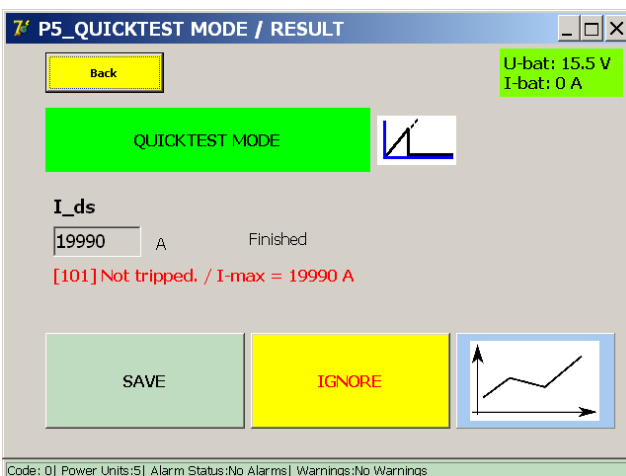 P5_QUICKTEST MODE / RESULT
Back
U-bat: 15.5 V
I-bat: 0 A
QUICKTEST MODE
I_ds
19990 A Finished
[101] Not tripped. / I-max = 19990 A
SAVE
IGNORE
Code: 0| Power Units:5| Alarm Status:No Alarms| Warnings:No Warnings